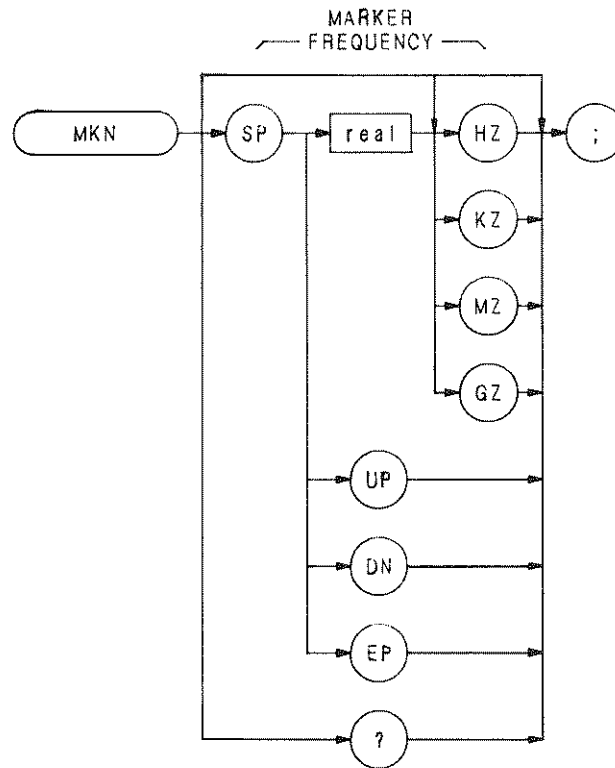 MARKER
FREQUENCY
MKN SP real HZ ;
KZ
MZ
GZ
UP
DN
EP
?